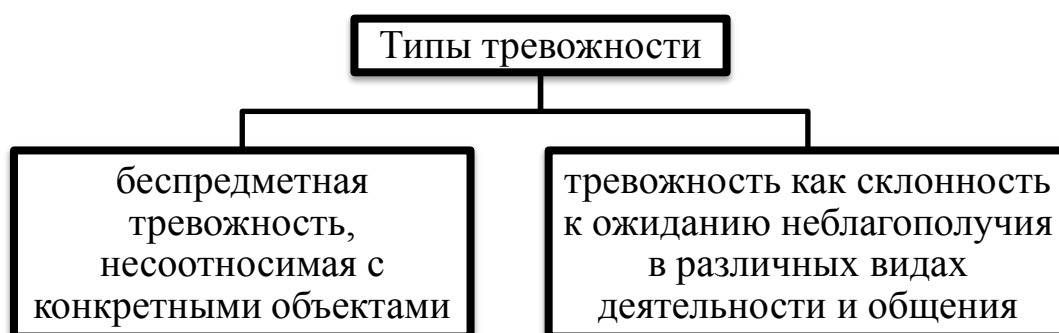 Типы тревожности
беспредметная
тревожность,
несоотносимая с
конкретными объектами
тревожность как склонность
к ожиданию неблагополучия
в различных видах
деятельности и общения